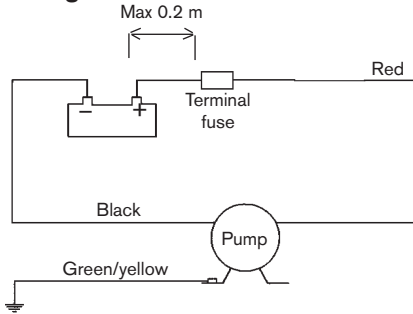 Max 0.2 m
Red
− +
Terminal
fuse
Black
Pump
Green/yellow